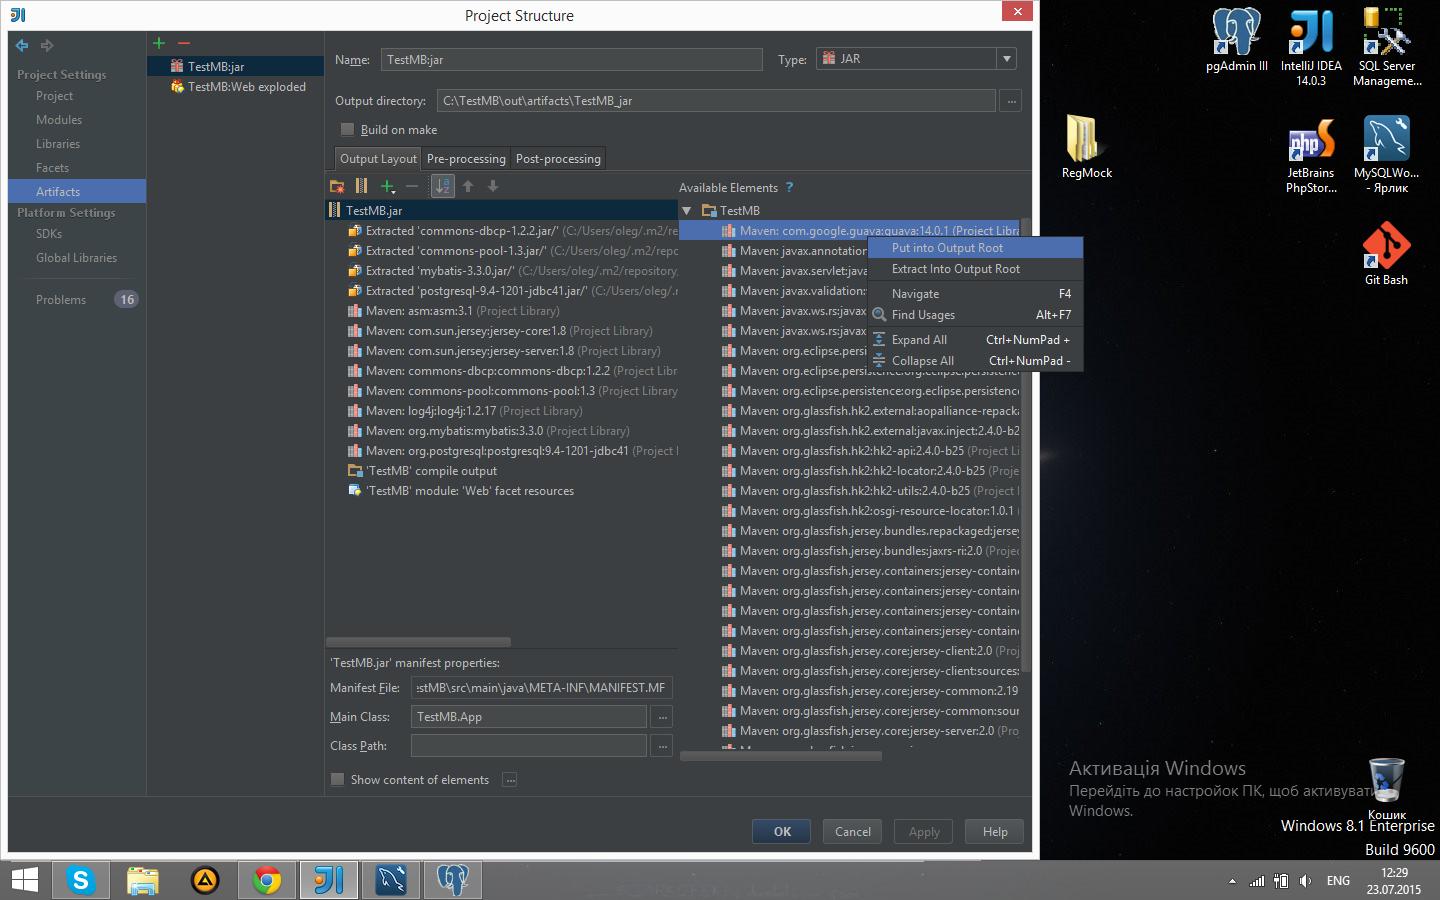 Project Structure
Project Settings
Project
Modules
Libraries
Facets
Artifacts
Platform Settings
SDKs
Global Libraries
Problems 16
TestMB:jar
TestMB:Web exploded
Name: TestMB:jar
Type: JAR
Output directory: C:\TestMB\out\artifacts\TestMB_jar ...
Build on make
Output Layout Pre-processing Post-processing
TestMB.jar
Extracted 'commons-dbcp-1.2.2.jar/' (C:/Users/oleg/.m2/re
Extracted 'commons-pool-1.3.jar/' (C:/Users/oleg/.m2/repo
Extracted 'mybatis-3.3.0.jar/' (C:/Users/oleg/.m2/repository,
Extracted 'postgresql-9.4-1201-jdbc41.jar/' (C:/Users/oleg/.r
Maven: asm:asm:3.1 (Project Library)
Maven: com.sun.jersey:jersey-core:1.8 (Project Library)
Maven: com.sun.jersey:jersey-server:1.8 (Project Library)
Maven: commons-dbcp:commons-dbcp:1.2.2 (Project Libr
Maven: commons-pool:commons-pool:1.3 (Project Library)
Maven: log4j:log4j:1.2.17 (Project Library)
Maven: org.mybatis:mybatis:3.3.0 (Project Library)
Maven: org.postgresql:postgresql:9.4-1201-jdbc41 (Project l
'TestMB' compile output
'TestMB' module: 'Web' facet resources
'TestMB.jar' manifest properties:
Manifest File: estMB\src\main\java\META-INF\MANIFEST.MF
Main Class: TestMB.App ...
Class Path: ...
Show content of elements ...
Available Elements ?
TestMB
Maven: com.google.guava:guava:14.0.1 (Project Libra
Maven: javax.annotation
Maven: javax.servlet:java
Maven: javax.validation:
Maven: javax.ws.rs:javax
Maven: javax.ws.rs:javax
Maven: org.eclipse.persi
Maven: org.eclipse.persistence:org.eclipse.persistence
Maven: org.eclipse.persistence:org.eclipse.persistence.
Maven: org.glassfish.hk2.external:aopalliance-repacka
Maven: org.glassfish.hk2.external:javax.inject:2.4.0-b2
Maven: org.glassfish.hk2:hk2-api:2.4.0-b25 (Project Li
Maven: org.glassfish.hk2:hk2-locator:2.4.0-b25 (Projec
Maven: org.glassfish.hk2:hk2-utils:2.4.0-b25 (Project L
Maven: org.glassfish.hk2:osgi-resource-locator:1.0.1 (
Maven: org.glassfish.jersey.bundles.repackaged:jersey
Maven: org.glassfish.jersey.bundles:jaxrs-ri:2.0 (Projec
Maven: org.glassfish.jersey.containers:jersey-containe
Maven: org.glassfish.jersey.containers:jersey-containe
Maven: org.glassfish.jersey.containers:jersey-containe
Maven: org.glassfish.jersey.containers:jersey-containe
Maven: org.glassfish.jersey.core:jersey-client:2.0 (Proj
Maven: org.glassfish.jersey.core:jersey-client:sources:
Maven: org.glassfish.jersey.core:jersey-common:2.19
Maven: org.glassfish.jersey.core:jersey-common:sour
Maven: org.glassfish.jersey.core:jersey-server:2.0 (Pro
Put into Output Root
Extract Into Output Root
Navigate F4
Find Usages Alt+F7
Expand All Ctrl+NumPad +
Collapse All Ctrl+NumPad -
OK Cancel Apply Help
pgAdmin III
IntelliJ IDEA
14.0.3
SQL Server
Manageme...
RegMock
JetBrains
PhpStor...
MySQLWo...
- Ярлик
Git Bash
Активація Windows
Перейдіть до настройок ПК, щоб активувати
Windows.
Кошик
Windows 8.1 Enterprise
Build 9600
ENG
12:29
23.07.2015